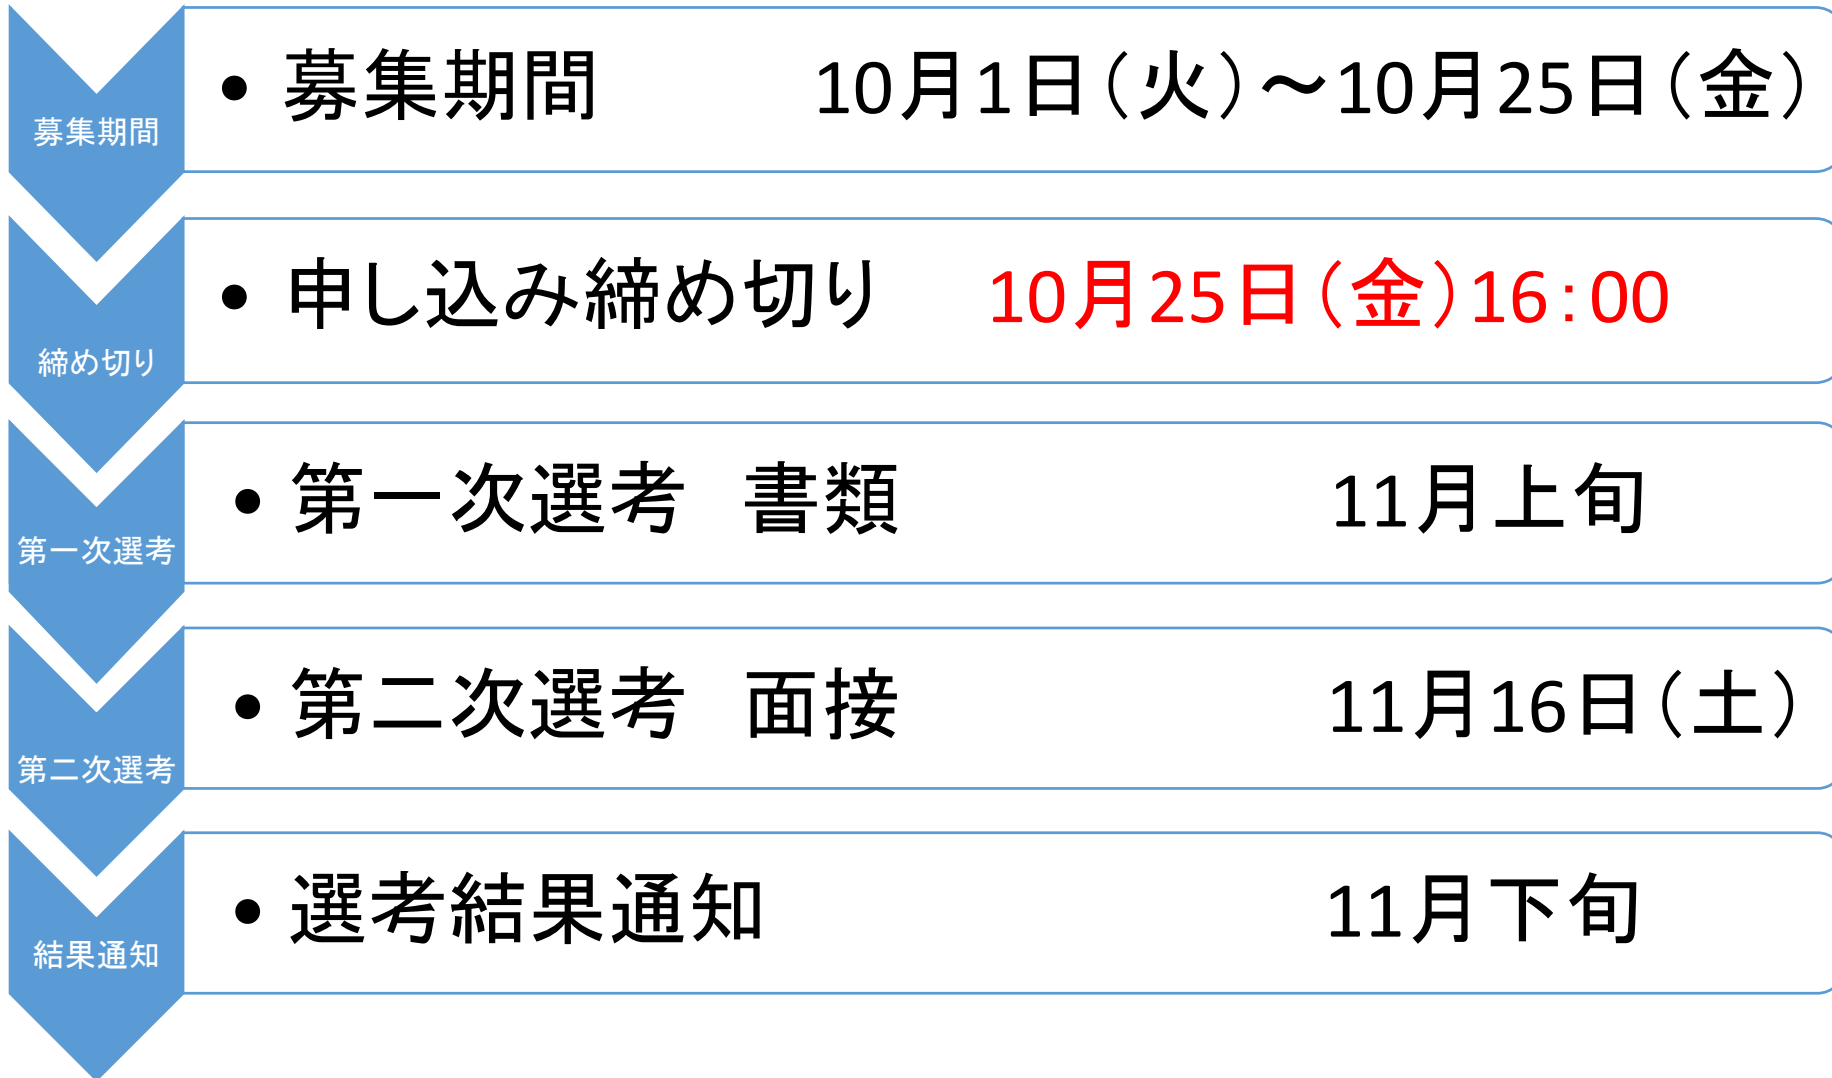 募集期間
• 募集期間 10月1日（火）～10月25日（金）
締め切り
• 申し込み締め切り 10月25日（金）16：00
第一次選考
• 第一次選考 書類 11月上旬
第二次選考
• 第二次選考 面接 11月16日（土）
結果通知
• 選考結果通知 11月下旬